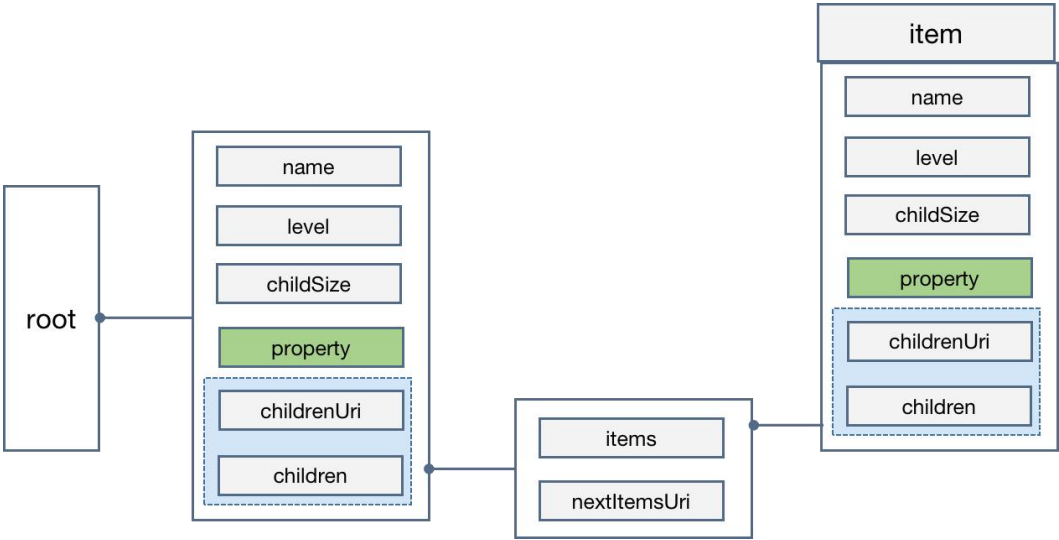 root
name
level
childSize
property
childrenUri
children
items
nextItemsUri
item
name
level
childSize
property
childrenUri
children